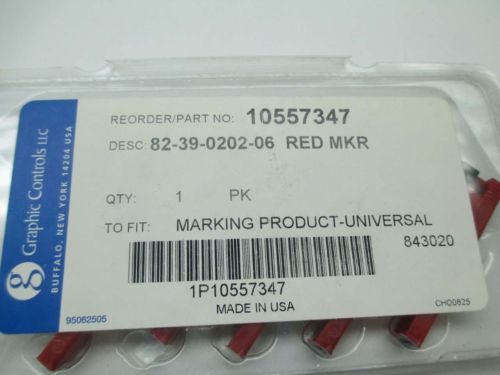 Graphic Controls LLC
BUFFALO, NEW YORK 14204 USA
REORDER/PART NO: 10557347
DESC: 82-39-0202-06 RED MKR
QTY: 1 PK
TO FIT: MARKING PRODUCT-UNIVERSAL
843020
1P10557347
MADE IN USA
95062505
CHO0625